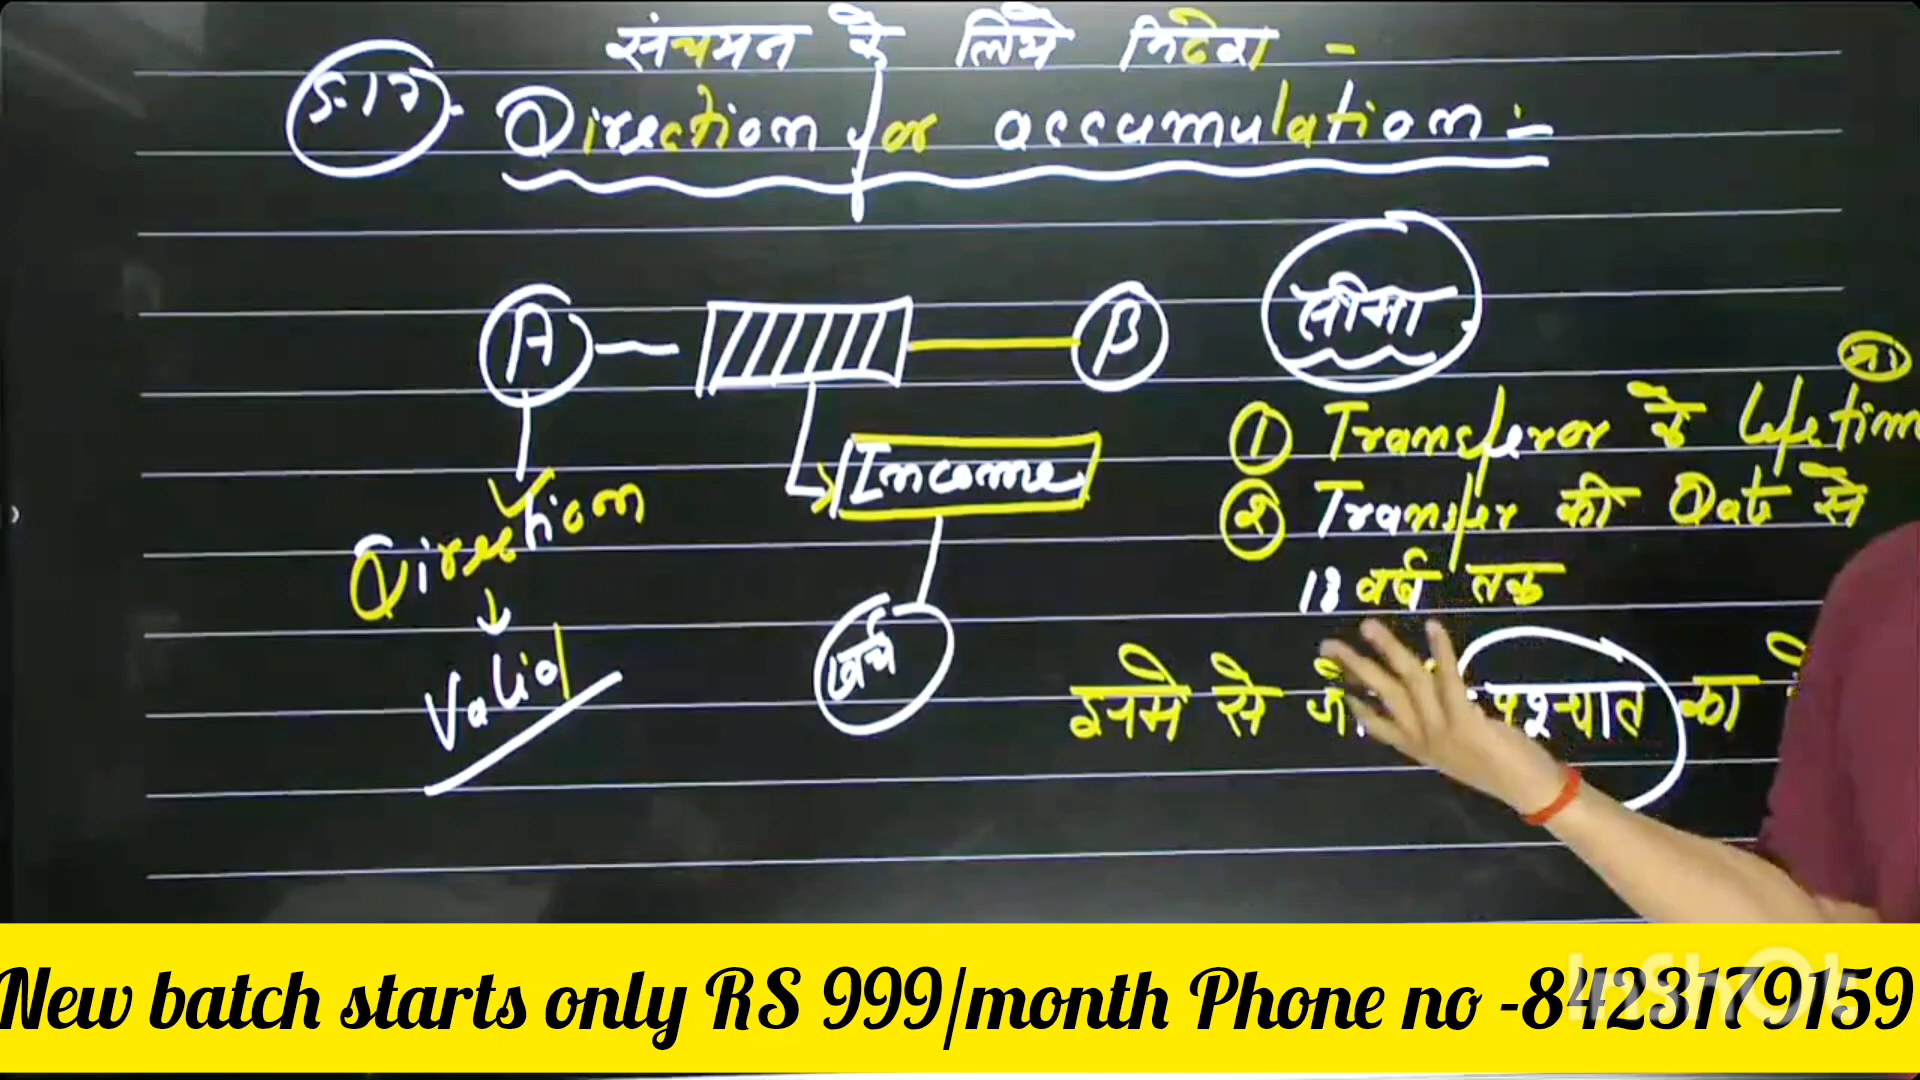 संचयन के लिये निदेश -
S.17. Direction for accumulation :-
A B सीमा
① Transferor के Lifetim
Income
② Transfer की Date से
Direction
18 वर्ष तक
खर्च
Valid
इनमे से पश्चात का
New batch starts only RS 999/month Phone no -8423179159
InShot